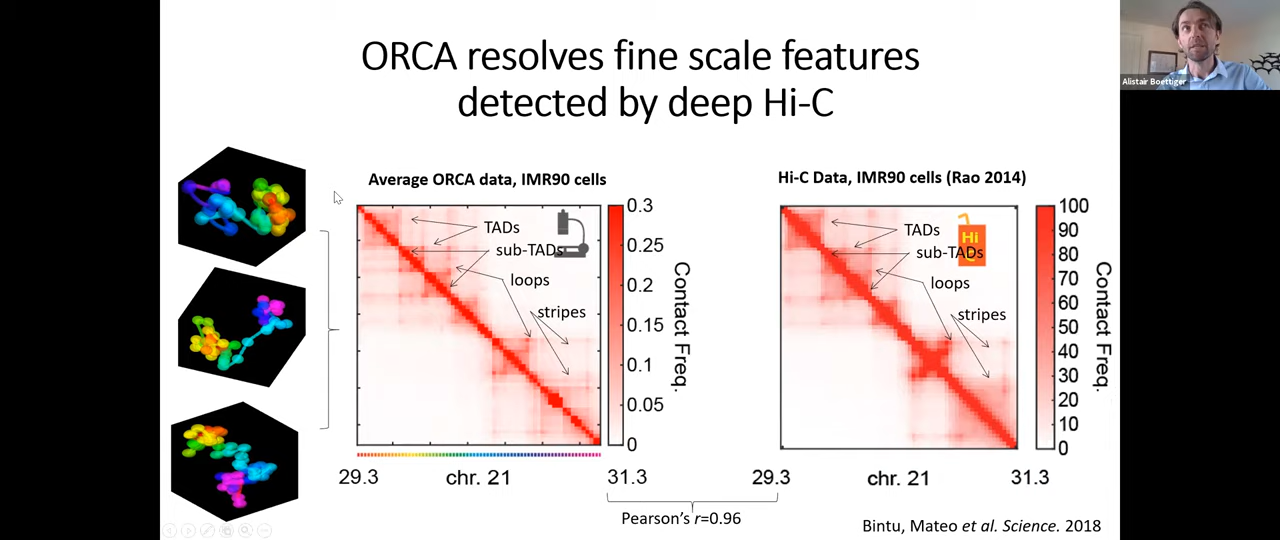 ORCA resolves fine scale features
detected by deep Hi-C
Alistair Boettiger
Average ORCA data, IMR90 cells
TADs
sub-TADs
loops
stripes
0.3
0.25
0.2
0.15
0.1
0.05
0
Contact Freq.
29.3
chr. 21
31.3
Hi-C Data, IMR90 cells (Rao 2014)
Hi
TADs
sub-TADs
loops
stripes
100
90
80
70
60
50
40
30
20
10
0
Contact Freq.
29.3
chr. 21
31.3
Pearson's r=0.96
Bintu, Mateo et al. Science. 2018